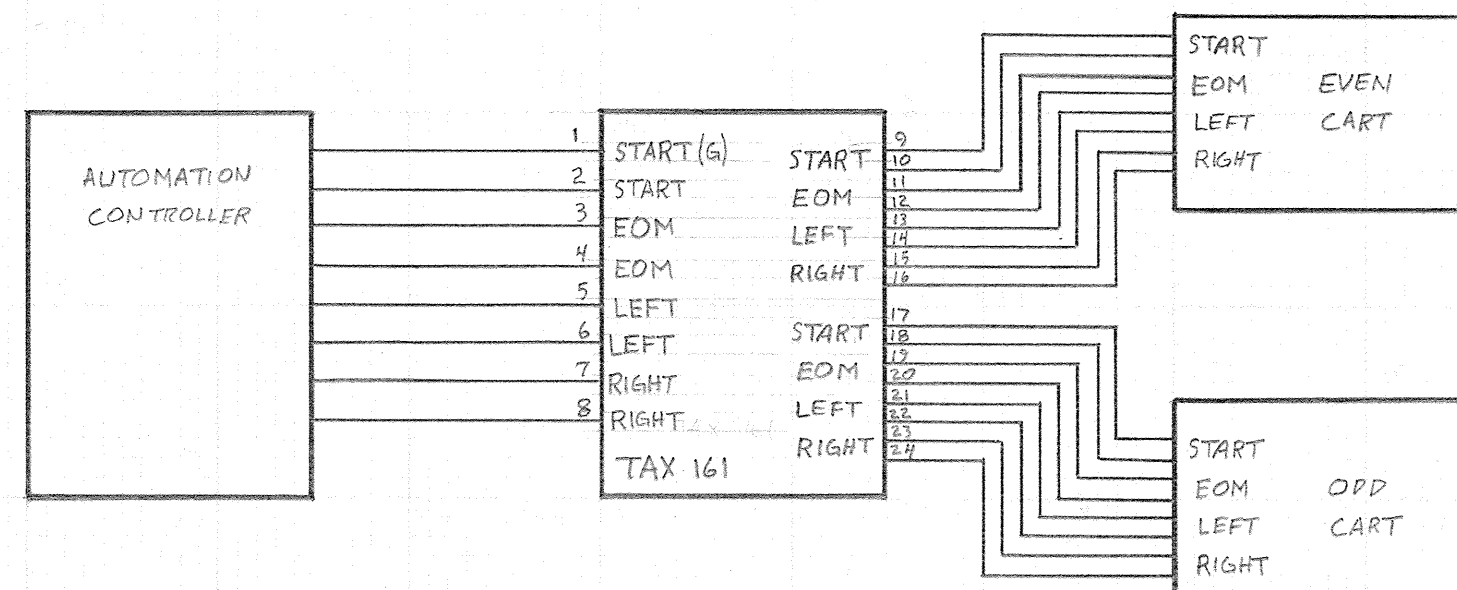 AUTOMATION
CONTROLLER
1
2
3
4
5
6
7
8
START(G)
START
EOM
EOM
LEFT
LEFT
RIGHT
RIGHT
TAX 161
START
EOM
LEFT
RIGHT
START
EOM
LEFT
RIGHT
9
10
11
12
13
14
15
16
17
18
19
20
21
22
23
24
START
EOM
LEFT
RIGHT
EVEN
CART
START
EOM
LEFT
RIGHT
ODD
CART